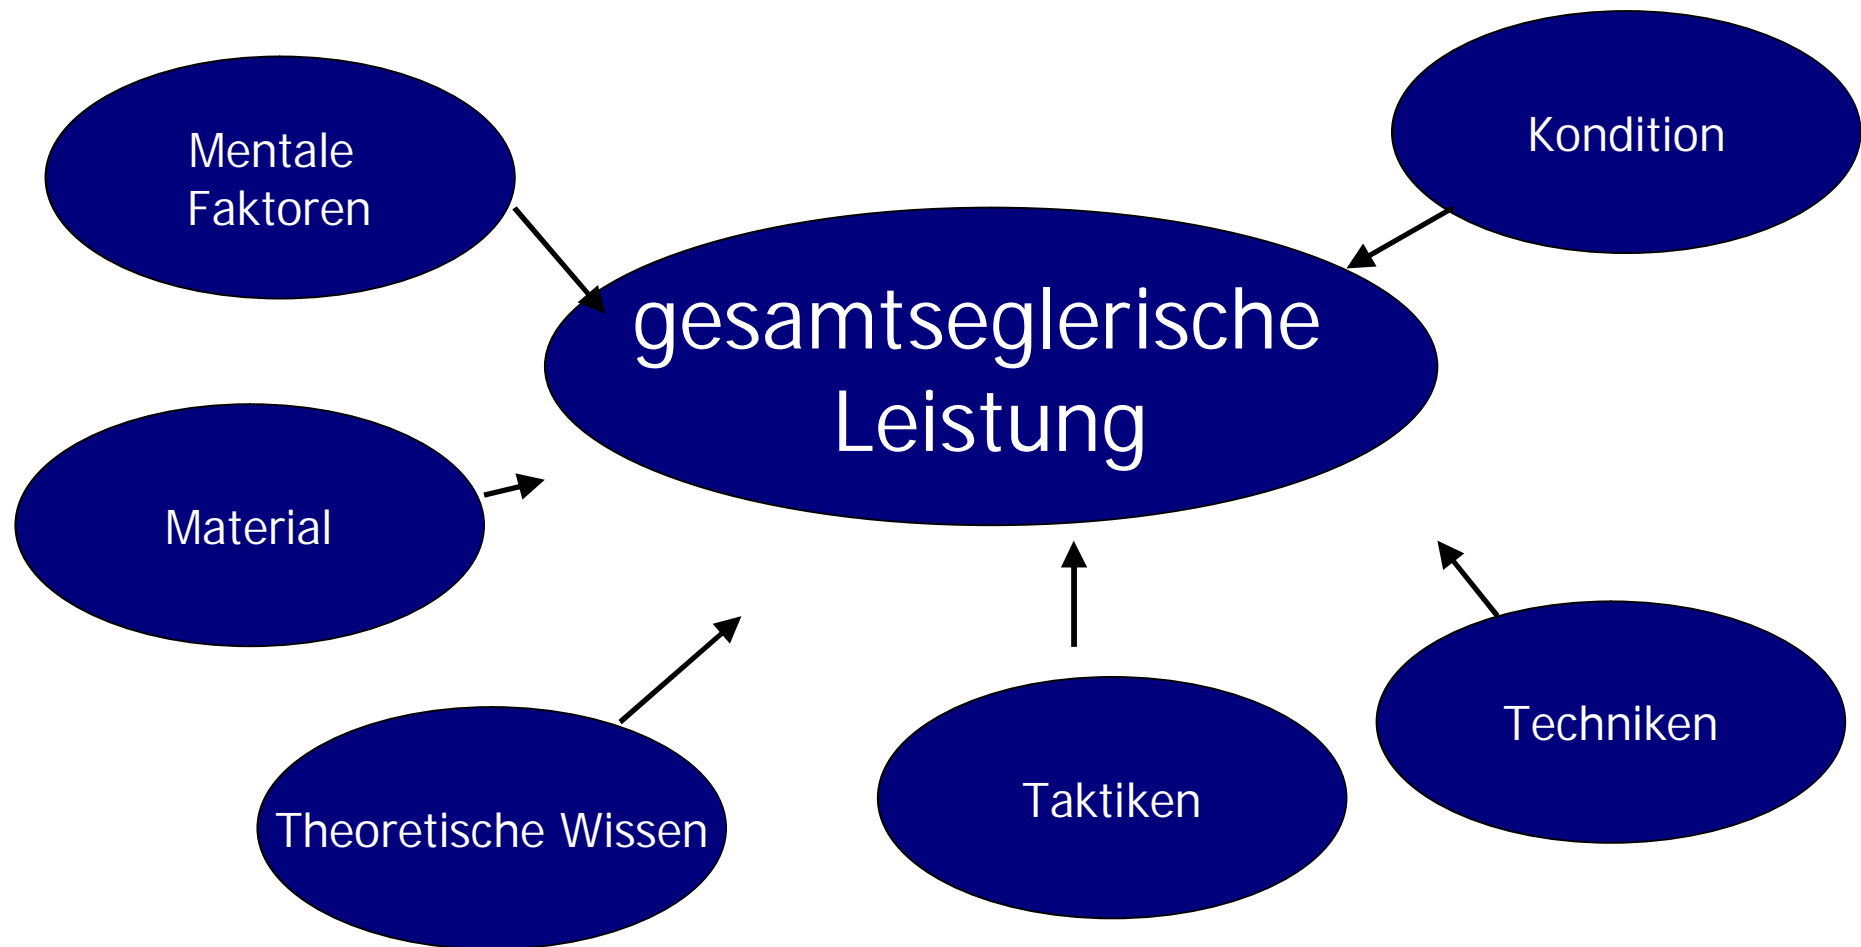 Mentale
Faktoren
Kondition
gesamtseglerische
Leistung
Material
Theoretische Wissen
Taktiken
Techniken